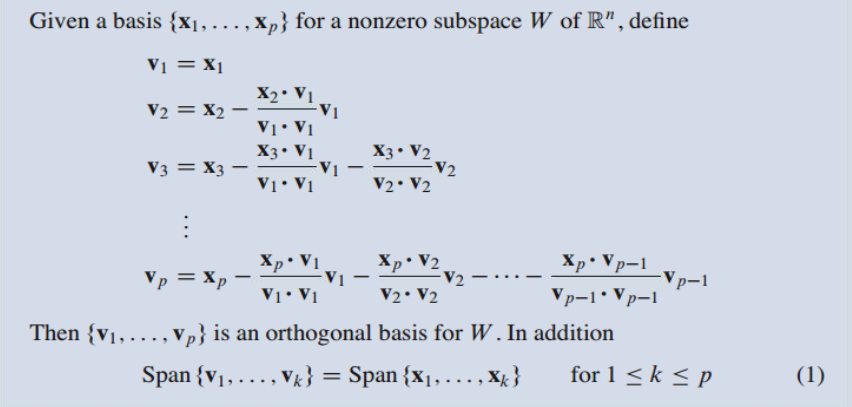 Given a basis {x₁, . . . , xₚ} for a nonzero subspace W of ℝⁿ, define
v₁ = x₁
v₂ = x₂ − (x₂ · v₁)/(v₁ · v₁) v₁
v₃ = x₃ − (x₃ · v₁)/(v₁ · v₁) v₁ − (x₃ · v₂)/(v₂ · v₂) v₂
⋮
vₚ = xₚ − (xₚ · v₁)/(v₁ · v₁) v₁ − (xₚ · v₂)/(v₂ · v₂) v₂ − · · · − (xₚ · vₚ₋₁)/(vₚ₋₁ · vₚ₋₁) vₚ₋₁
Then {v₁, . . . , vₚ} is an orthogonal basis for W. In addition
Span {v₁, . . . , vₖ} = Span {x₁, . . . , xₖ} for 1 ≤ k ≤ p (1)